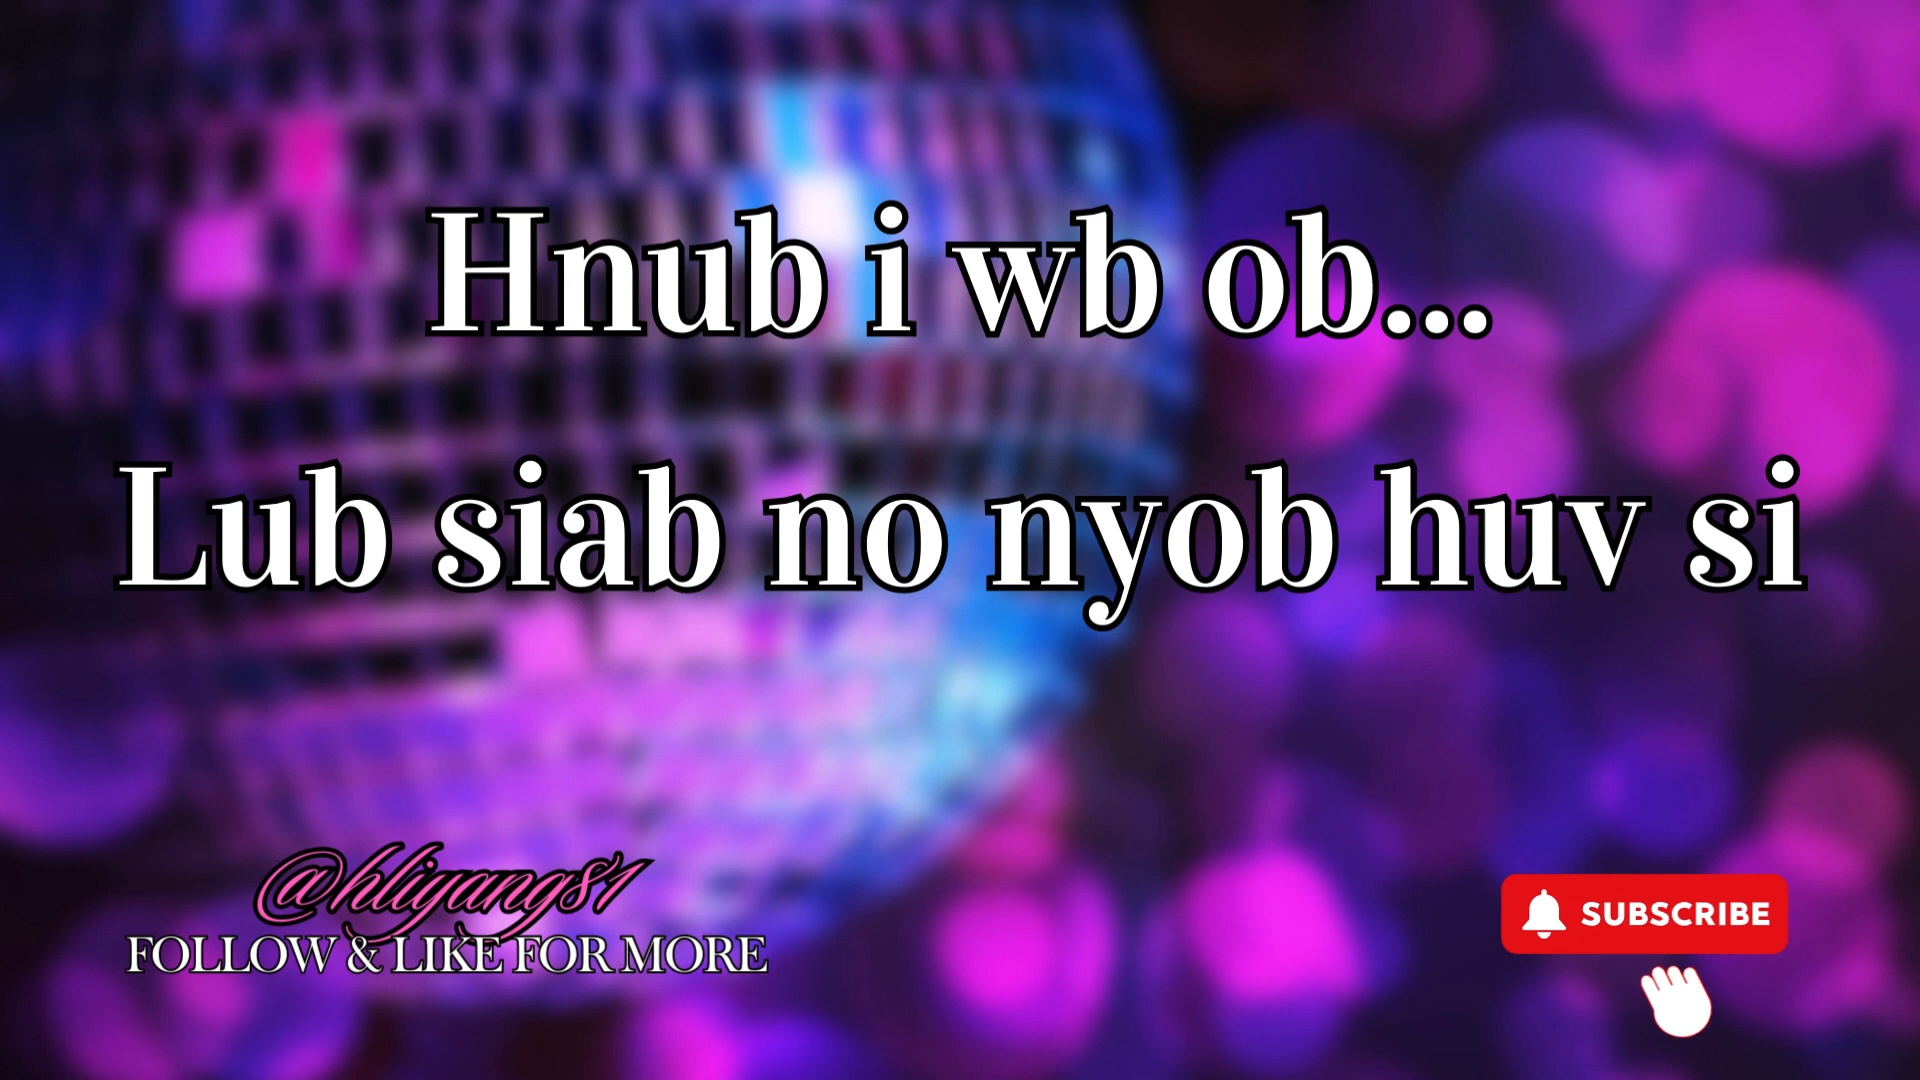 Hnub i wb ob...
Lub siab no nyob huv si
@hliyang81
FOLLOW & LIKE FOR MORE
SUBSCRIBE